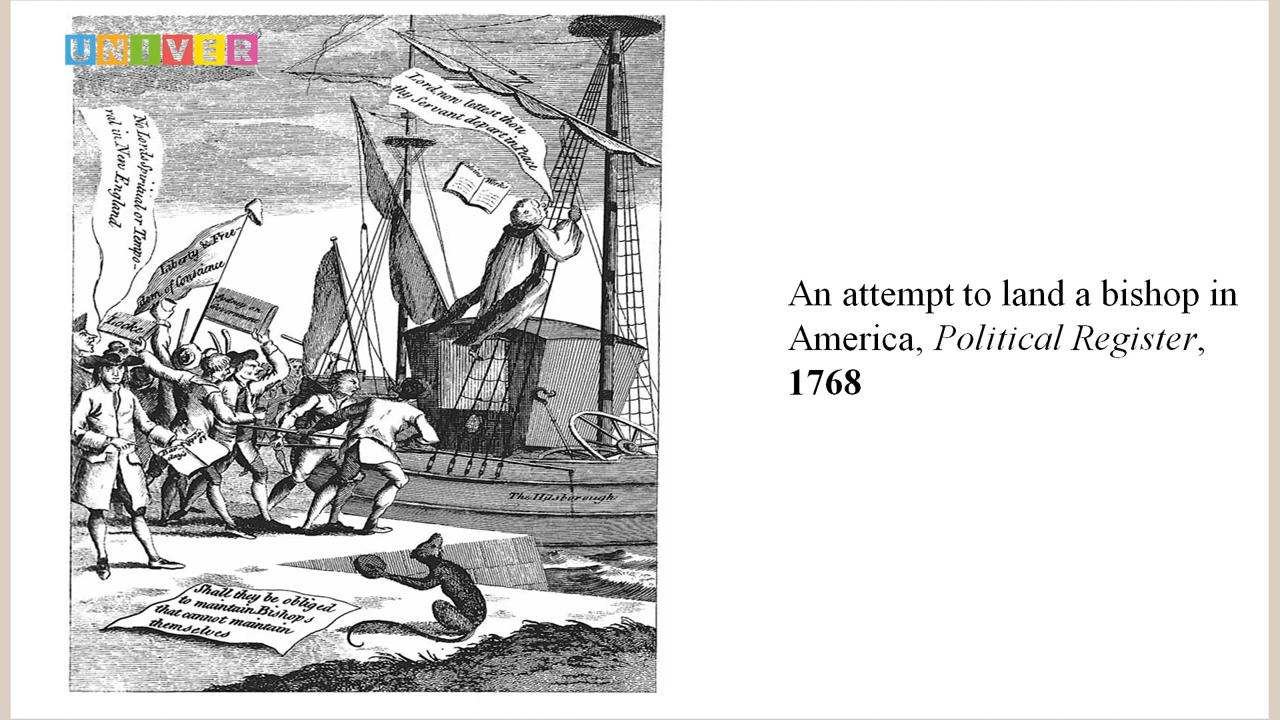 UNIVER
Lord, now lettest thou
thy Servant depart in Peace
No Lords Spiritual or Tempo-
ral in New England
Liberty & Free-
dom of Conscience
Works
Locke
Sydney on
Government
The Hilsborough
Shall they be obliged
to maintain Bishops
that cannot maintain
themselves
An attempt to land a bishop in
America, Political Register,
1768